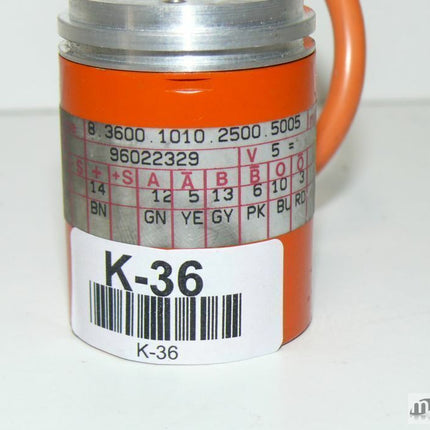 8.3600.1010.2500.5005
96022329 V 5 =
S + +S A A̅ B B̅ 0 0̅
14 12 5 13 6 10 3
BN GN YE GY PK BU RD
K-36
K-36